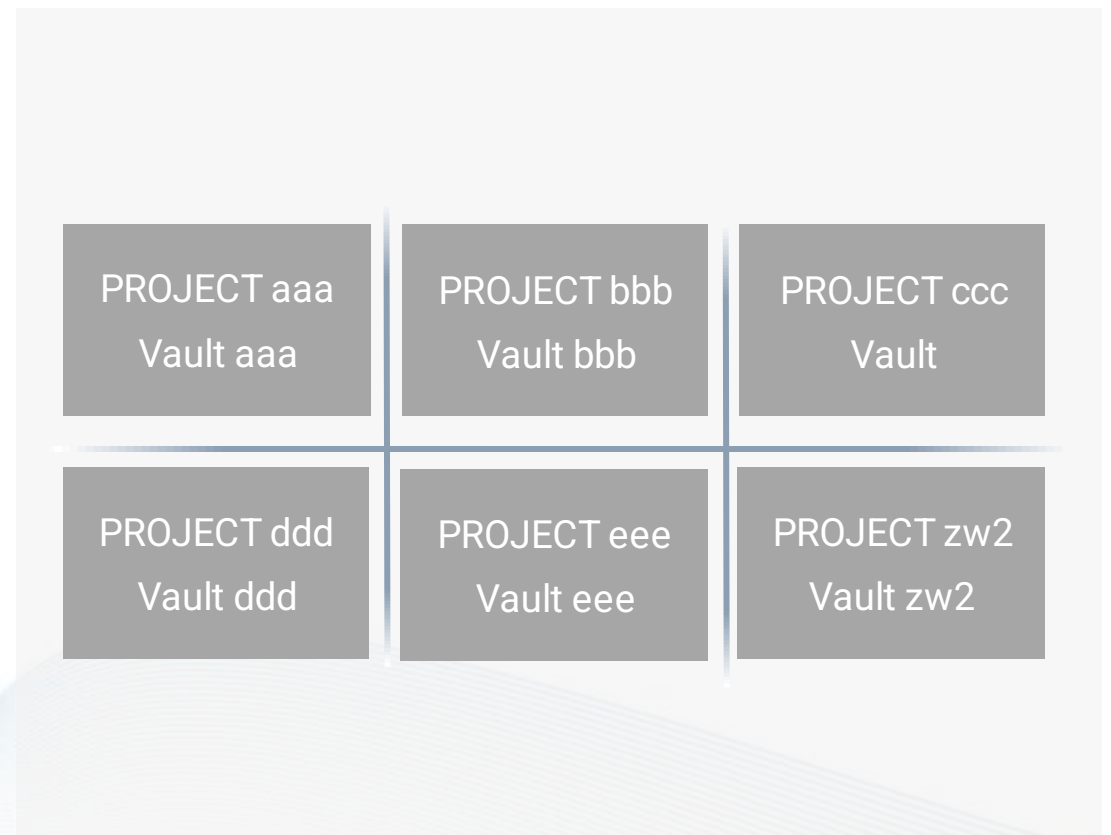 PROJECT aaa
Vault aaa
PROJECT bbb
Vault bbb
PROJECT ccc
Vault
PROJECT ddd
Vault ddd
PROJECT eee
Vault eee
PROJECT zw2
Vault zw2